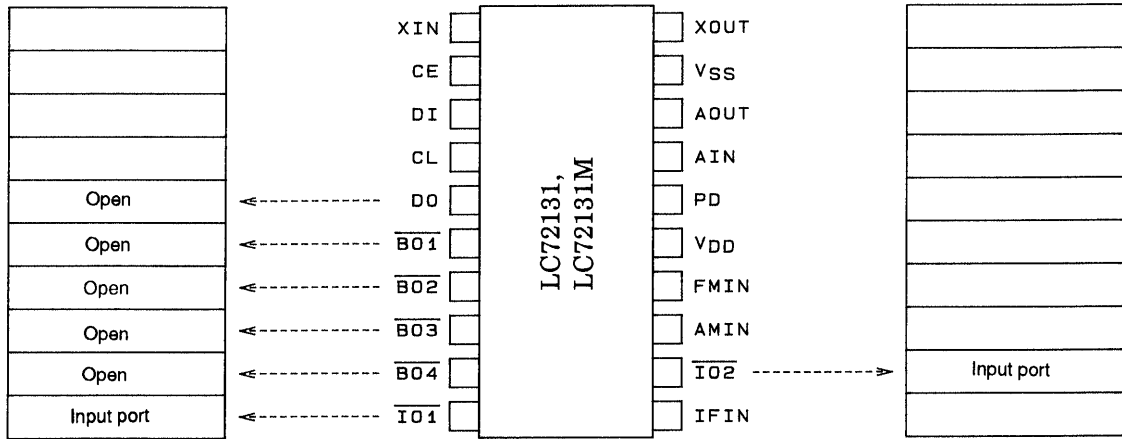 XIN XOUT
CE VSS
DI AOUT
CL AIN
Open DO PD
Open BO1 VDD
Open BO2 FMIN
Open BO3 AMIN
Open BO4 IO2 Input port
Input port IO1 IFIN
LC72131,
LC72131M